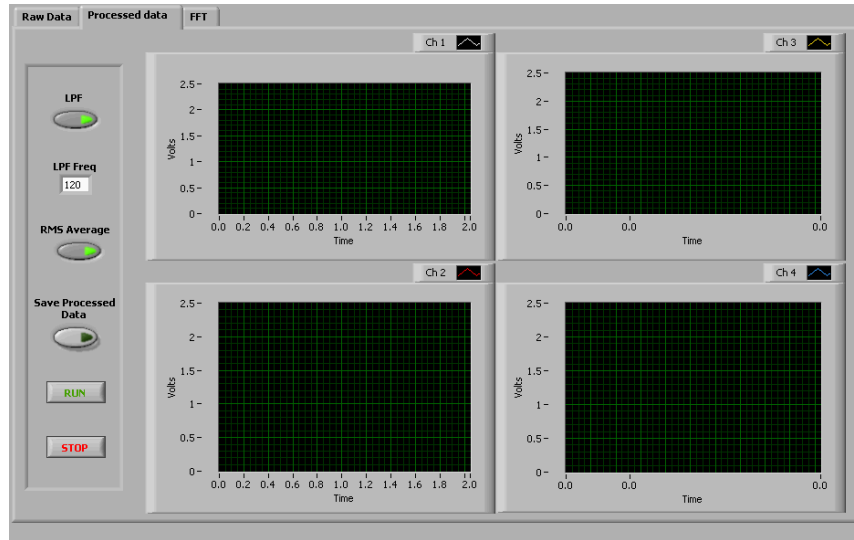 Raw Data Processed data FFT
LPF
LPF Freq
120
RMS Average
Save Processed
Data
RUN
STOP
Ch 1
Volts
2.5
2
1.5
1
0.5
0
0.0 0.2 0.4 0.6 0.8 1.0 1.2 1.4 1.6 1.8 2.0
Time
Ch 3
Volts
2.5
2
1.5
1
0.5
0
0.0 0.0 0.0
Time
Ch 2
Volts
2.5
2
1.5
1
0.5
0
0.0 0.2 0.4 0.6 0.8 1.0 1.2 1.4 1.6 1.8 2.0
Time
Ch 4
Volts
2.5
2
1.5
1
0.5
0
0.0 0.0 0.0
Time